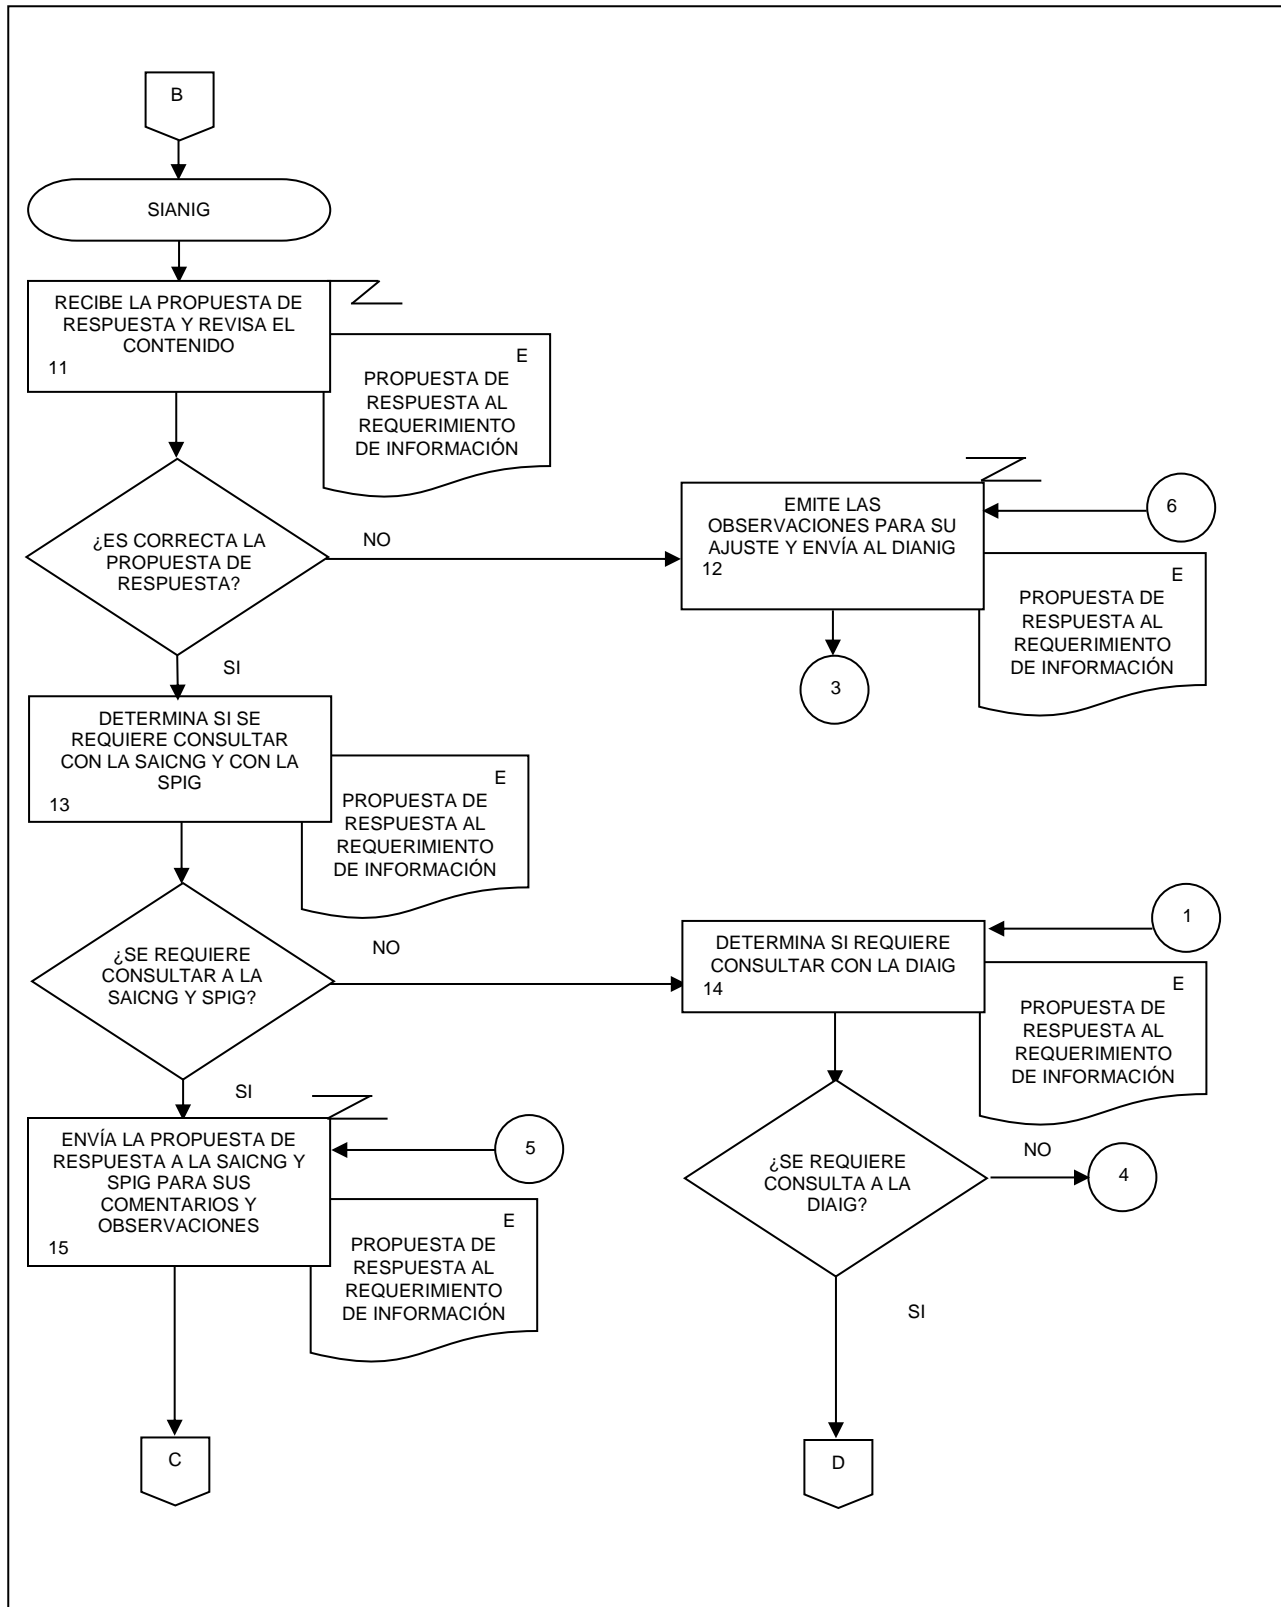 B
SIANIG
RECIBE LA PROPUESTA DE
RESPUESTA Y REVISA EL
CONTENIDO
11
E
PROPUESTA DE
RESPUESTA AL
REQUERIMIENTO
DE INFORMACIÓN
¿ES CORRECTA LA
PROPUESTA DE
RESPUESTA?
NO
EMITE LAS
OBSERVACIONES PARA SU
AJUSTE Y ENVÍA AL DIANIG
12
6
E
PROPUESTA DE
RESPUESTA AL
REQUERIMIENTO
DE INFORMACIÓN
3
SI
DETERMINA SI SE
REQUIERE CONSULTAR
CON LA SAICNG Y CON LA
SPIG
13
E
PROPUESTA DE
RESPUESTA AL
REQUERIMIENTO
DE INFORMACIÓN
¿SE REQUIERE
CONSULTAR A LA
SAICNG Y SPIG?
NO
DETERMINA SI REQUIERE
CONSULTAR CON LA DIAIG
14
1
E
PROPUESTA DE
RESPUESTA AL
REQUERIMIENTO
DE INFORMACIÓN
SI
ENVÍA LA PROPUESTA DE
RESPUESTA A LA SAICNG Y
SPIG PARA SUS
COMENTARIOS Y
OBSERVACIONES
15
5
E
PROPUESTA DE
RESPUESTA AL
REQUERIMIENTO
DE INFORMACIÓN
¿SE REQUIERE
CONSULTA A LA
DIAIG?
NO
4
SI
C
D